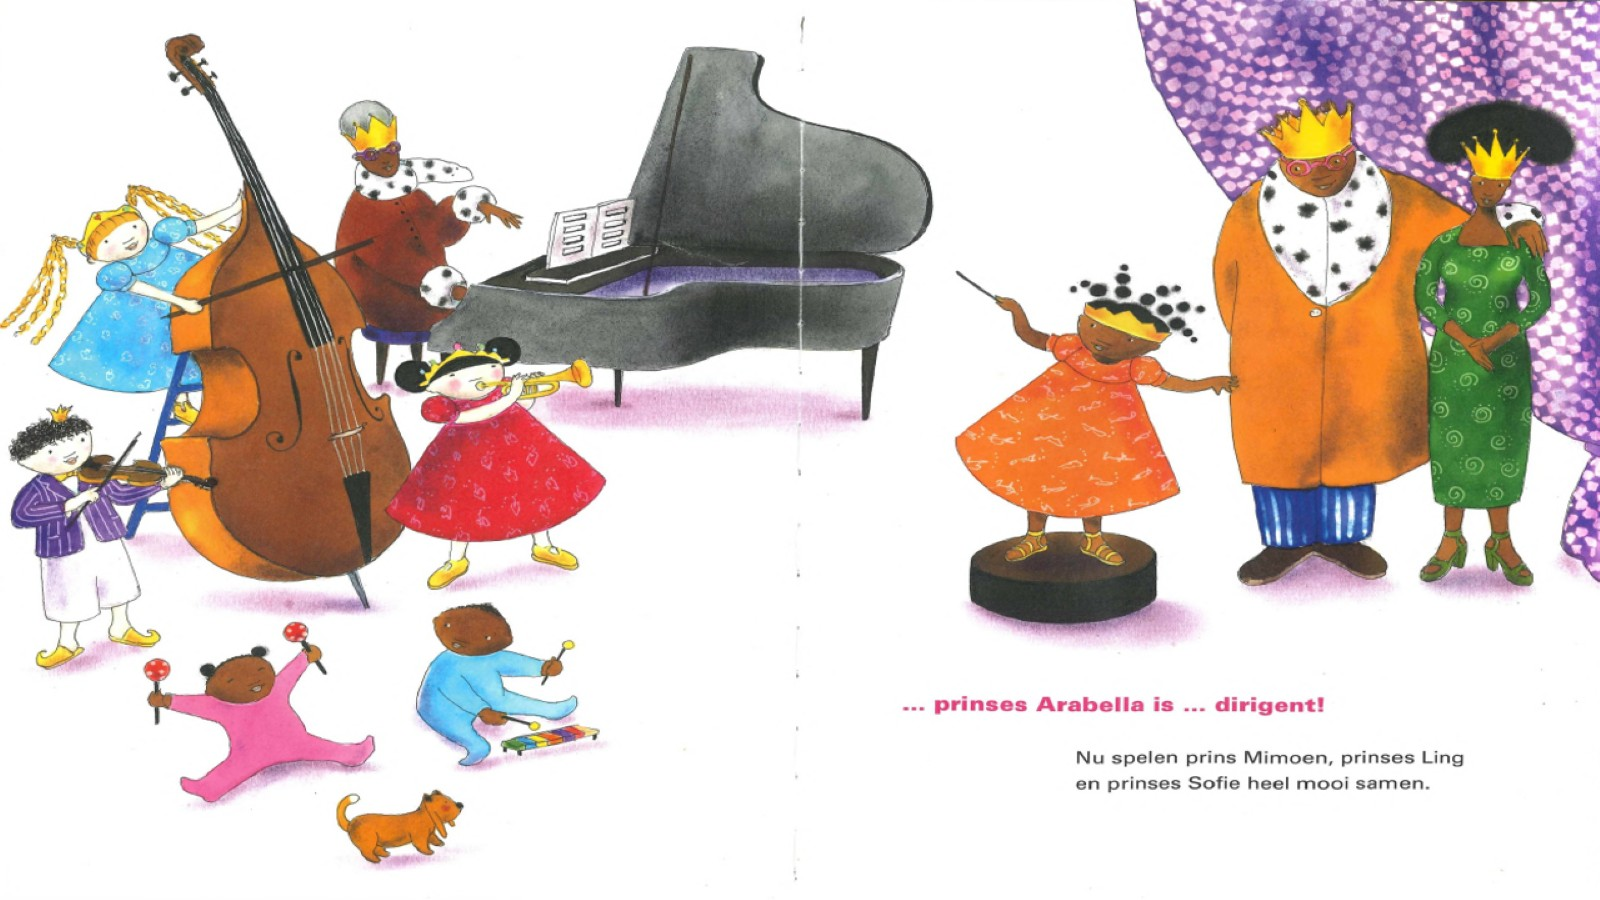 ... prinses Arabella is ... dirigent!
Nu spelen prins Mimoen, prinses Ling
en prinses Sofie heel mooi samen.